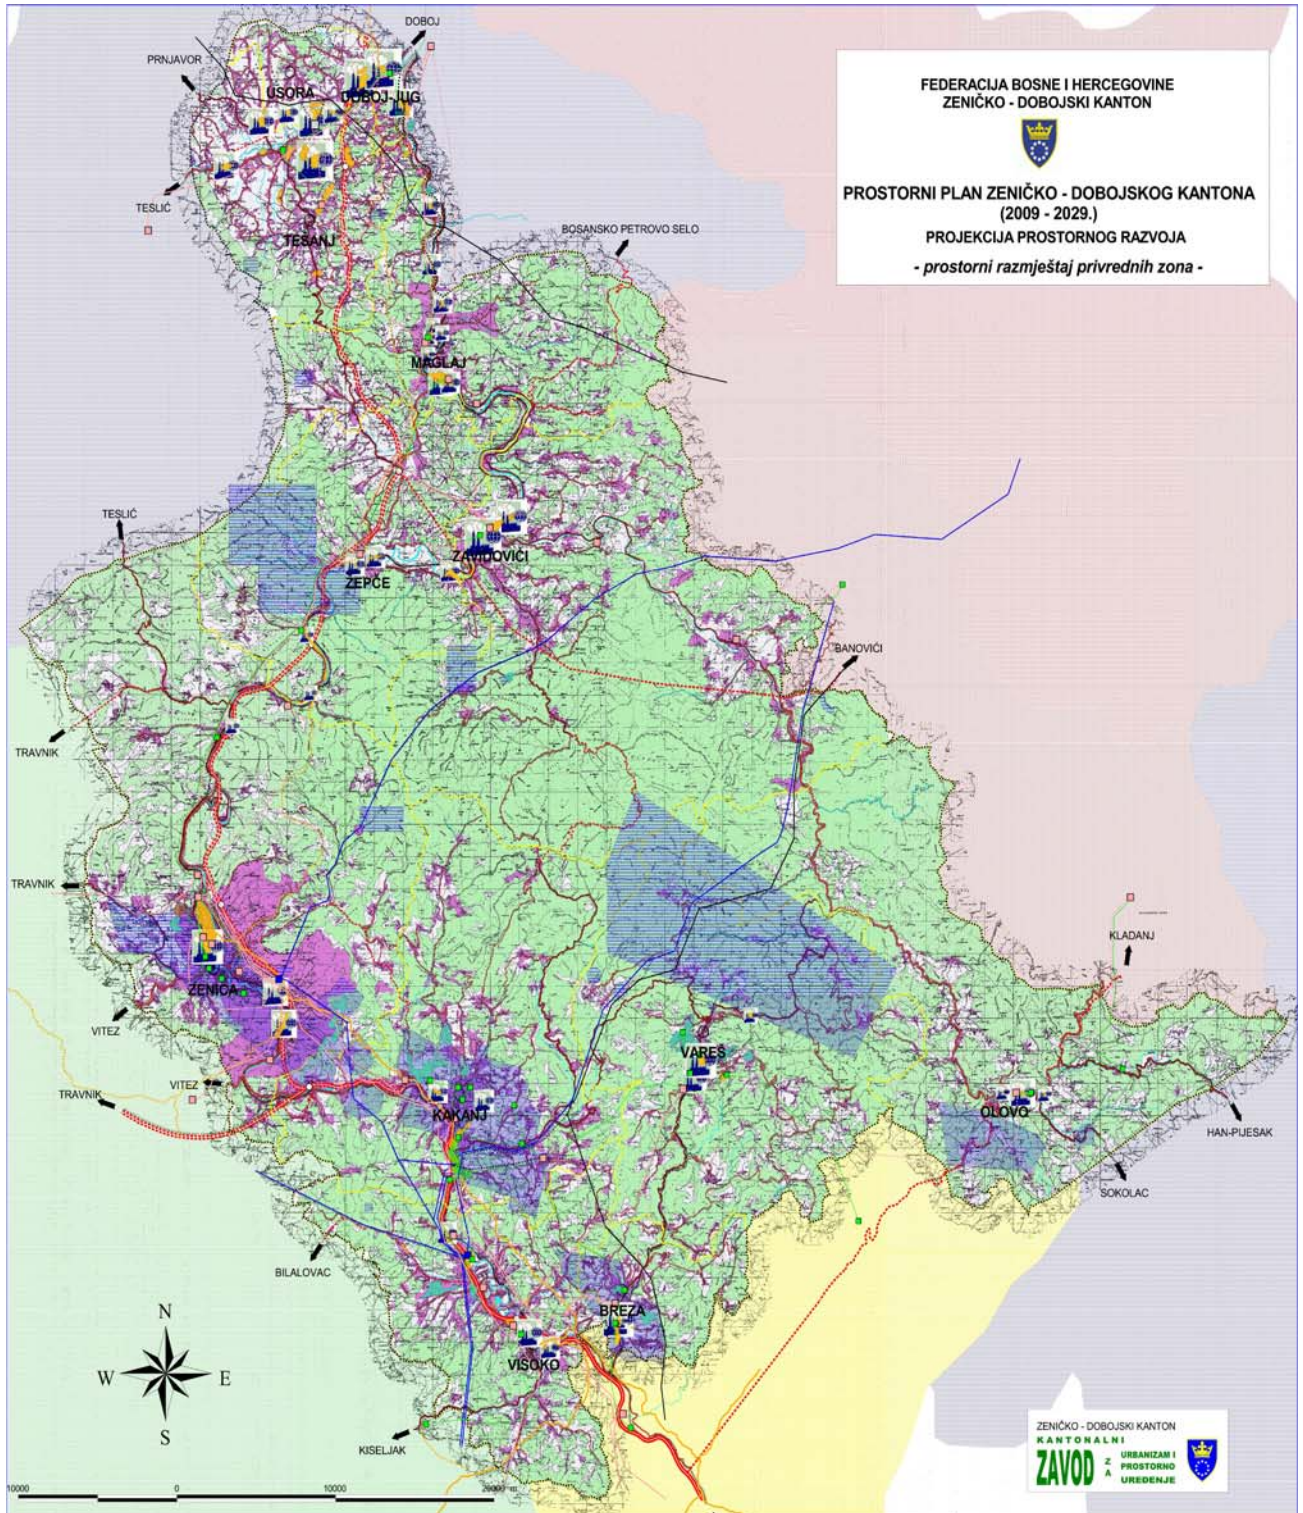 FEDERACIJA BOSNE I HERCEGOVINE
ZENIČKO - DOBOJSKI KANTON
PROSTORNI PLAN ZENIČKO - DOBOJSKOG KANTONA
(2009 - 2029.)
PROJEKCIJA PROSTORNOG RAZVOJA
- prostorni razmještaj privrednih zona -
DOBOJ
PRNJAVOR
USORA
DOBOJ-JUG
TESLIĆ
TEŠANJ
BOSANSKO PETROVO SELO
MAGLAJ
TESLIĆ
ZAVIDOVIĆI
ŽEPČE
BANOVIĆI
TRAVNIK
TRAVNIK
KLADANJ
ZENICA
VITEZ
VAREŠ
VITEZ
TRAVNIK
KAKANJ
OLOVO
HAN-PIJESAK
SOKOLAC
BILALOVAC
BREZA
VISOKO
KISELJAK
N
W E
S
10000 0 10000 20000 m
ZENIČKO - DOBOJSKI KANTON
KANTONALNI
ZAVOD ZA URBANIZAM I
PROSTORNO
UREĐENJE